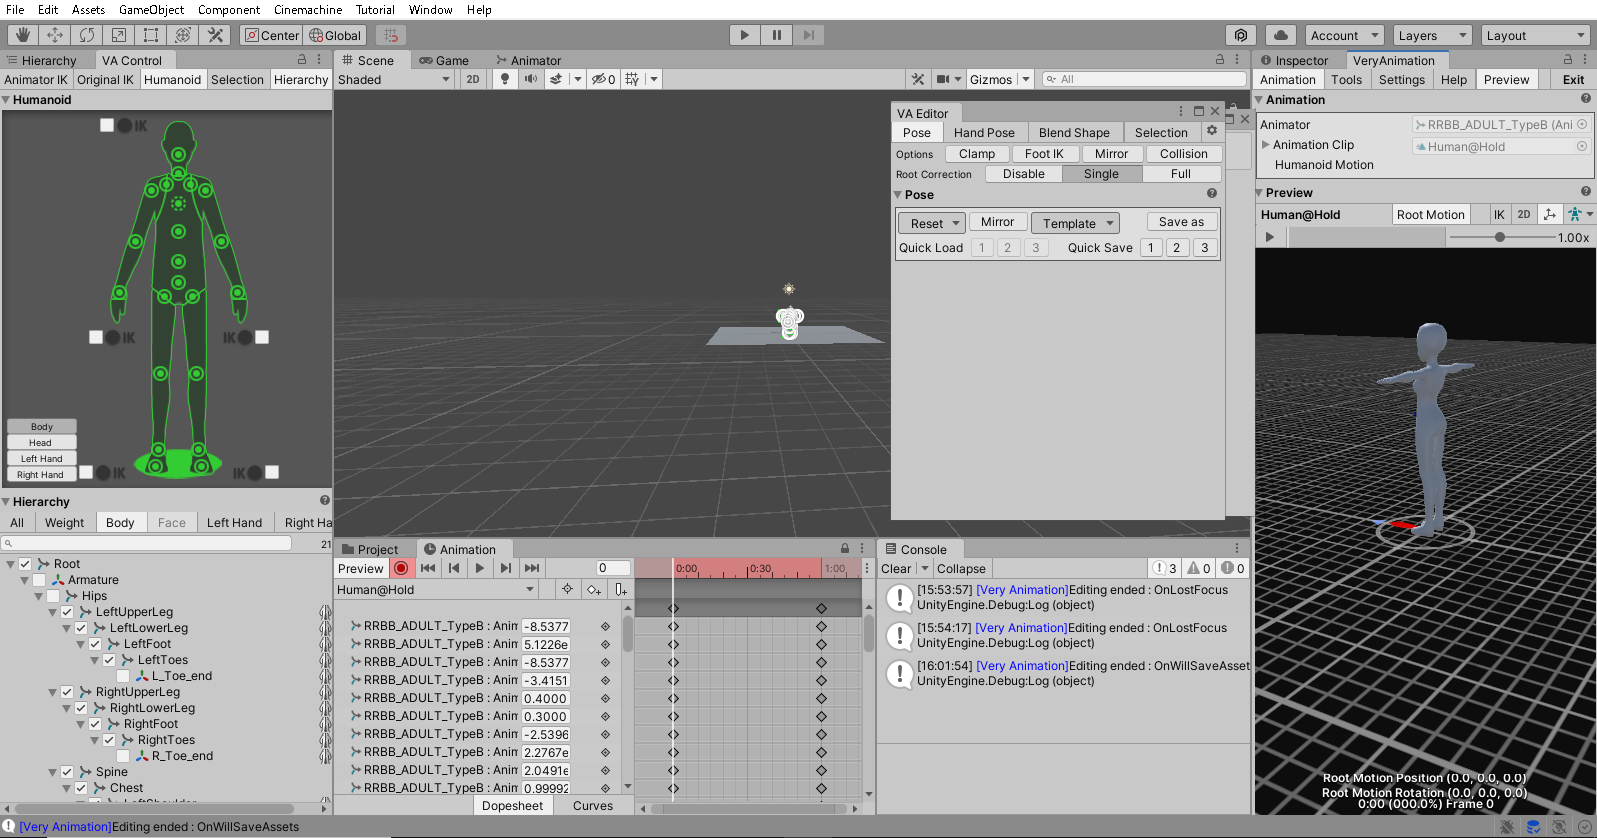 File Edit Assets GameObject Component Cinemachine Tutorial Window Help
Center Global Account Layers Layout
Hierarchy VA Control
Animator IK Original IK Humanoid Selection Hierarchy
Humanoid
IK
IK IK
Body
Head
Left Hand
Right Hand
IK IK
Hierarchy
All Weight Body Face Left Hand Right Ha
21
Root
Armature
Hips
LeftUpperLeg
LeftLowerLeg
LeftFoot
LeftToes
L_Toe_end
RightUpperLeg
RightLowerLeg
RightFoot
RightToes
R_Toe_end
Spine
Chest
LeftShoulder
Scene Game Animator
Shaded 2D 0 Gizmos All
VA Editor
Pose Hand Pose Blend Shape Selection
Options Clamp Foot IK Mirror Collision
Root Correction Disable Single Full
Pose
Reset Mirror Template Save as
Quick Load 1 2 3 Quick Save 1 2 3
Project Animation
Preview 0 0:00 0:30 1:00
Human@Hold
RRBB_ADULT_TypeB : Anim -8.5377
RRBB_ADULT_TypeB : Anim 5.1226e
RRBB_ADULT_TypeB : Anim -8.5377
RRBB_ADULT_TypeB : Anim -3.4151
RRBB_ADULT_TypeB : Anim 0.4000
RRBB_ADULT_TypeB : Anim 0.3000
RRBB_ADULT_TypeB : Anim -2.5396
RRBB_ADULT_TypeB : Anim 2.2767e
RRBB_ADULT_TypeB : Anim 2.0491e
RRBB_ADULT_TypeB : Anim 0.99992
Dopesheet Curves
Console
Clear Collapse 3 0 0
[15:53:57] [Very Animation]Editing ended : OnLostFocus
UnityEngine.Debug:Log (object)
[15:54:17] [Very Animation]Editing ended : OnLostFocus
UnityEngine.Debug:Log (object)
[16:01:54] [Very Animation]Editing ended : OnWillSaveAsset
UnityEngine.Debug:Log (object)
Inspector VeryAnimation
Animation Tools Settings Help Preview Exit
Animation
Animator RRBB_ADULT_TypeB (Ani
Animation Clip Human@Hold
Humanoid Motion
Preview
Human@Hold Root Motion IK 2D
1.00x
Root Motion Position (0.0, 0.0, 0.0)
Root Motion Rotation (0.0, 0.0, 0.0)
0:00 (000.0%) Frame 0
[Very Animation]Editing ended : OnWillSaveAssets